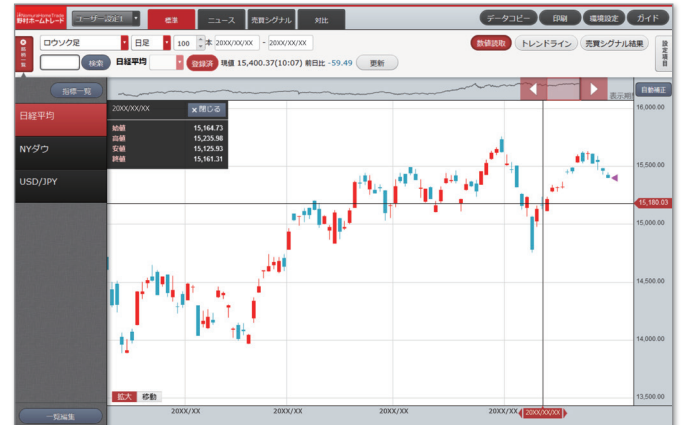 野村ホームトレード
ユーザー設定1
標準
ニュース
売買シグナル
対比
データコピー
印刷
環境設定
ガイド
銘柄一覧
ロウソク足
日足
100 本 20XX/XX/XX - 20XX/XX/XX
数値読取
トレンドライン
売買シグナル結果
設定項目
検索
日経平均
登録済
現値 15,400.37(10:07) 前日比 -59.49
更新
指標一覧
日経平均
NYダウ
USD/JPY
一覧編集
自動補正
20XX/XX/XX
×閉じる
始値 15,164.73
高値 15,235.98
安値 15,125.93
終値 15,161.31
16,000.00
15,500.00
15,180.03
15,000.00
14,500.00
14,000.00
13,500.00
拡大
移動
20XX/XX
20XX/XX
20XX/XX
20XX/XX
20XX/XX/XX